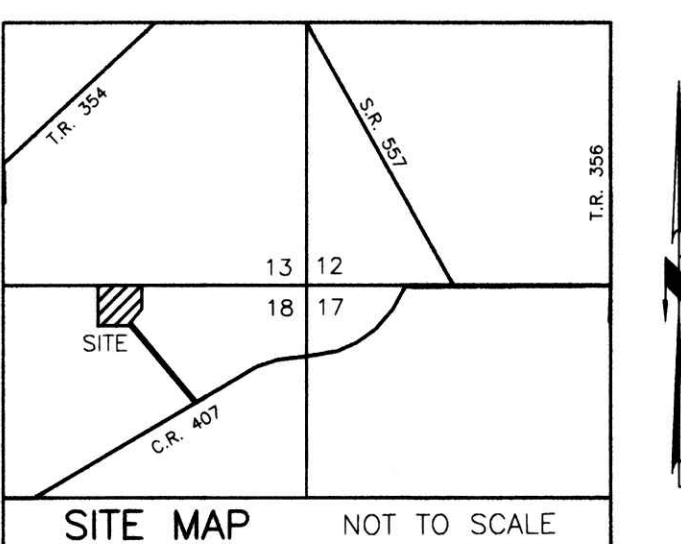 T.R. 354
S.R. 557
T.R. 356
13 12
18 17
SITE
C.R. 407
SITE MAP NOT TO SCALE